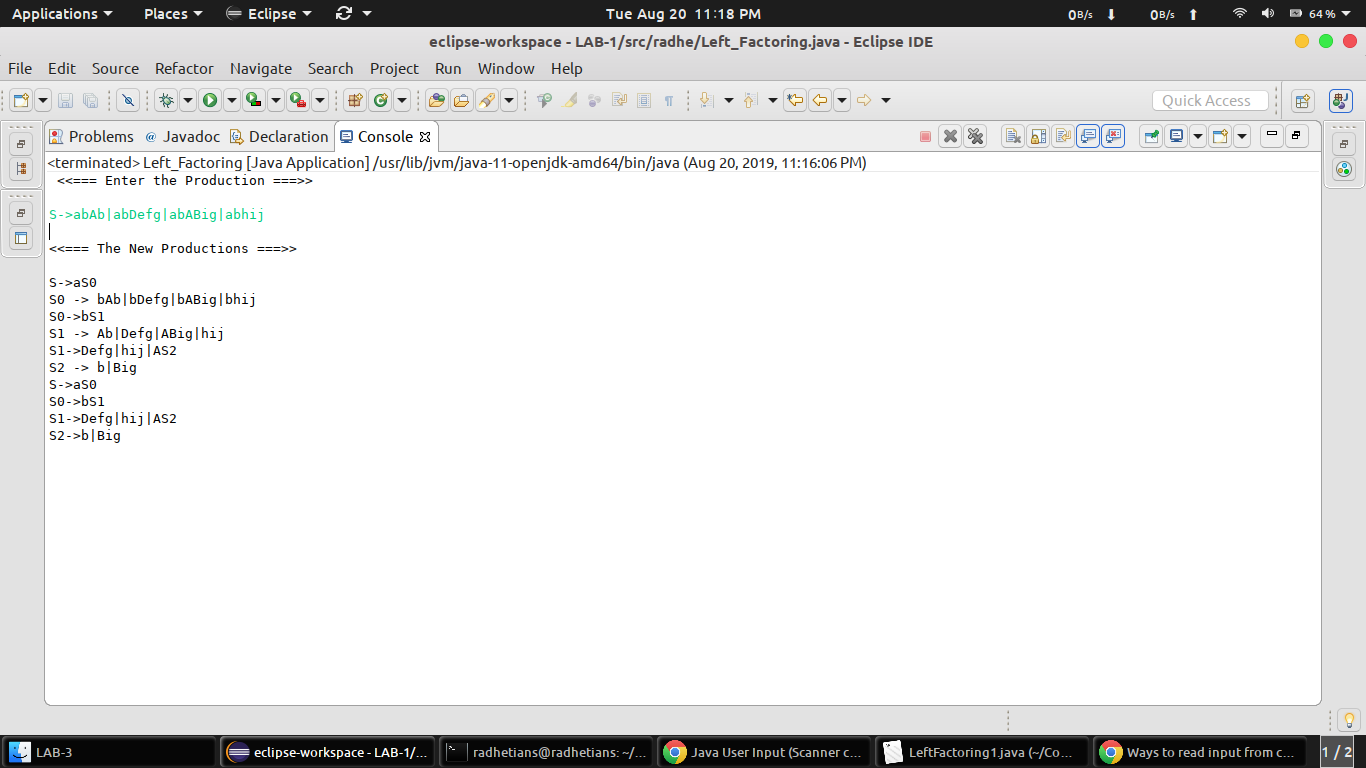 Applications Places Eclipse Tue Aug 20 11:18 PM 0B/s 0B/s 64 %
eclipse-workspace - LAB-1/src/radhe/Left_Factoring.java - Eclipse IDE
File Edit Source Refactor Navigate Search Project Run Window Help
Quick Access
Problems @ Javadoc Declaration Console
<terminated> Left_Factoring [Java Application] /usr/lib/jvm/java-11-openjdk-amd64/bin/java (Aug 20, 2019, 11:16:06 PM)
<<=== Enter the Production ===>>
S->abAb|abDefg|abABig|abhij
<<=== The New Productions ===>>
S->aS0
S0 -> bAb|bDefg|bABig|bhij
S0->bS1
S1 -> Ab|Defg|ABig|hij
S1->Defg|hij|AS2
S2 -> b|Big
S->aS0
S0->bS1
S1->Defg|hij|AS2
S2->b|Big
LAB-3 eclipse-workspace - LAB-1/... radhetians@radhetians: ~/... Java User Input (Scanner c... LeftFactoring1.java (~/Co... Ways to read input from c... 1 / 2